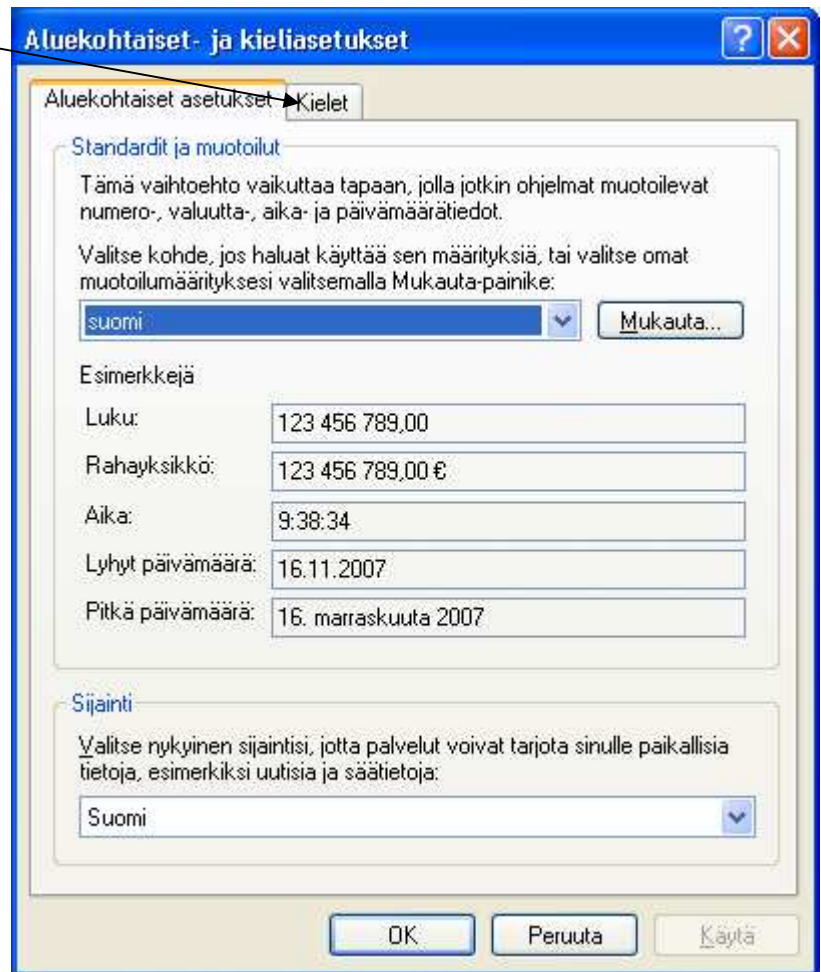 Aluekohtaiset- ja kieliasetukset
Aluekohtaiset asetukset Kielet
Standardit ja muotoilut
Tämä vaihtoehto vaikuttaa tapaan, jolla jotkin ohjelmat muotoilevat
numero-, valuutta-, aika- ja päivämäärätiedot.
Valitse kohde, jos haluat käyttää sen määrityksiä, tai valitse omat
muotoilumäärityksesi valitsemalla Mukauta-painike:
suomi Mukauta...
Esimerkkejä
Luku: 123 456 789,00
Rahayksikkö: 123 456 789,00 €
Aika: 9:38:34
Lyhyt päivämäärä: 16.11.2007
Pitkä päivämäärä: 16. marraskuuta 2007
Sijainti
Valitse nykyinen sijaintisi, jotta palvelut voivat tarjota sinulle paikallisia
tietoja, esimerkiksi uutisia ja säätietoja:
Suomi
OK Peruuta Käytä